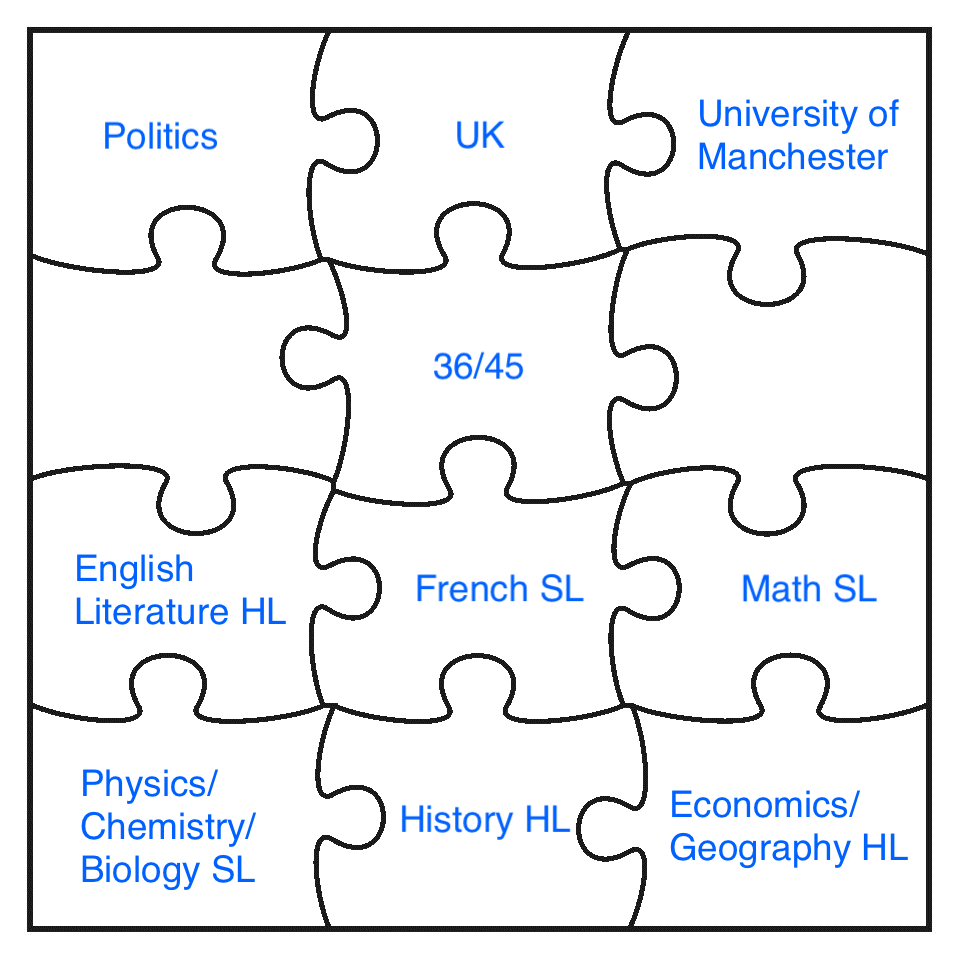 Politics
UK
University of
Manchester
36/45
English
Literature HL
French SL
Math SL
Physics/
Chemistry/
Biology SL
History HL
Economics/
Geography HL